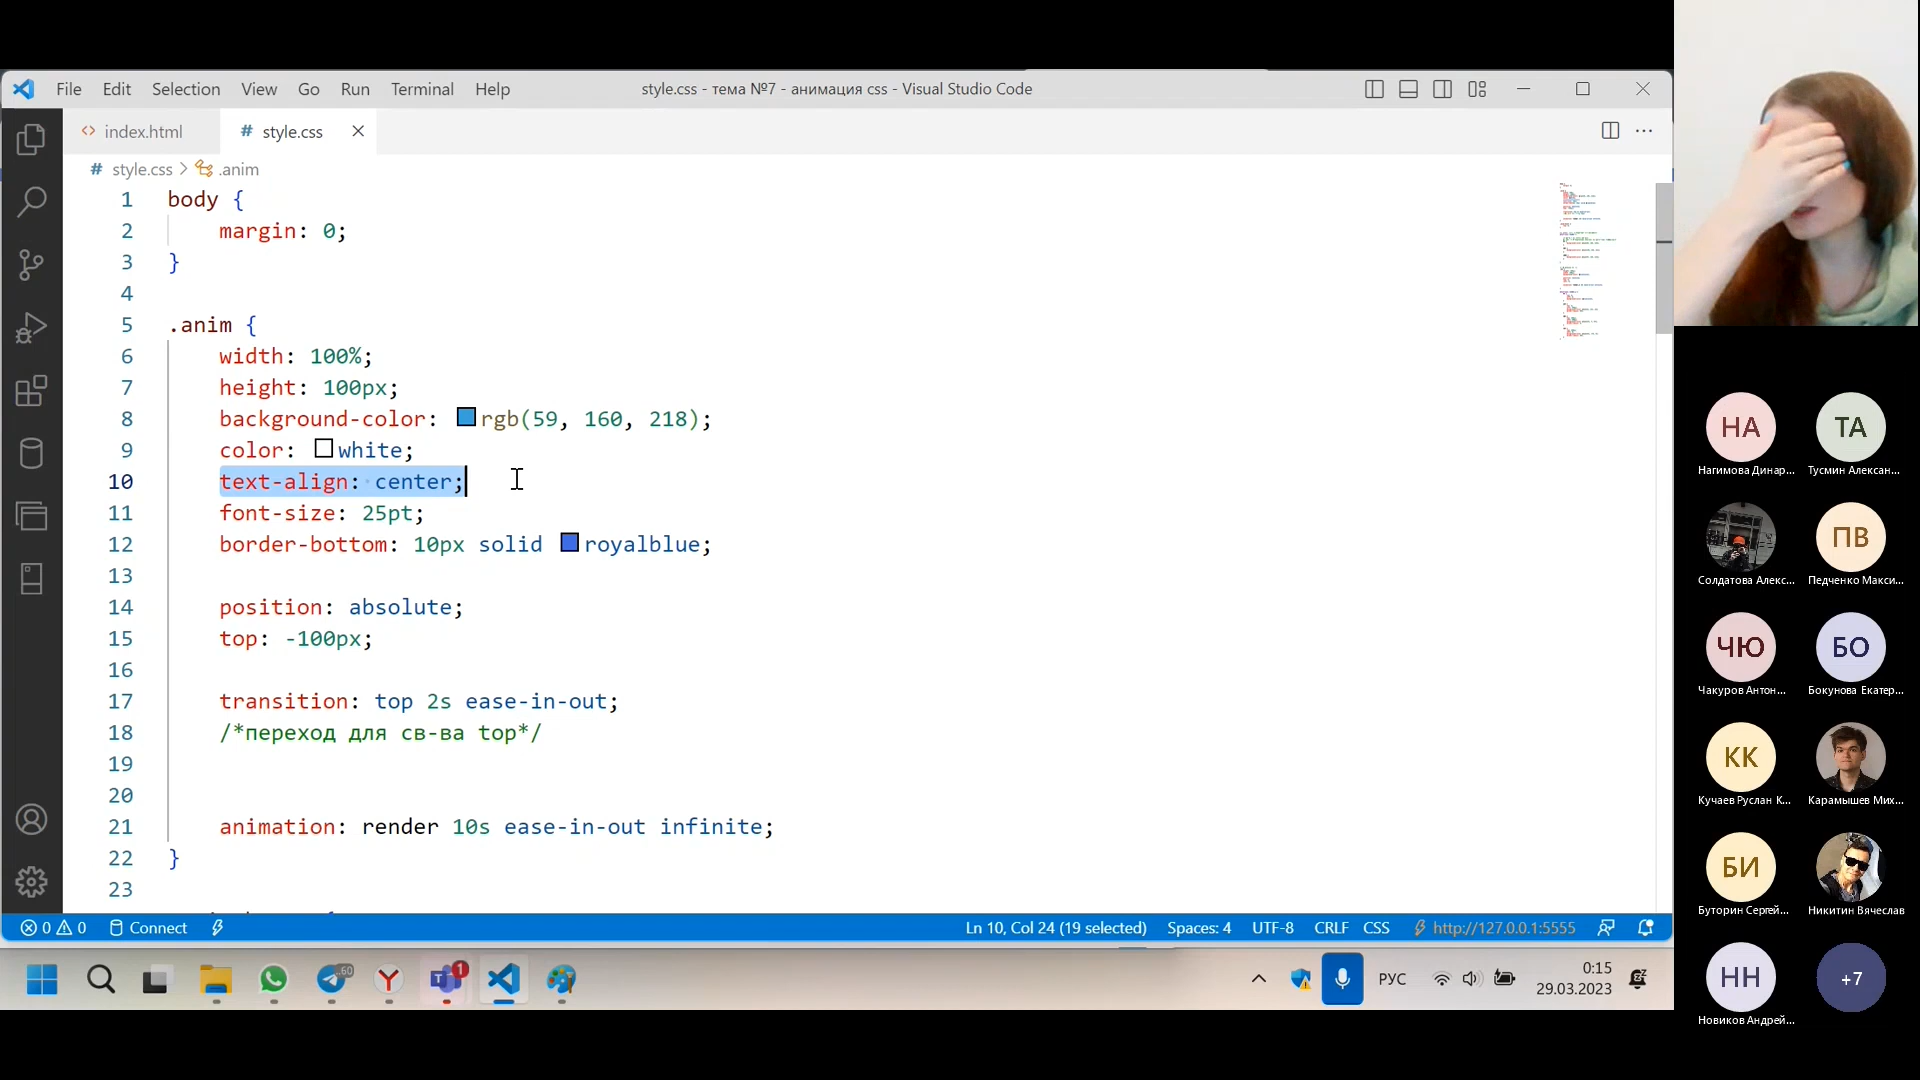 File Edit Selection View Go Run Terminal Help
style.css - тема №7 - анимация css - Visual Studio Code
index.html
# style.css
# style.css > .anim
1 body {
2 margin: 0;
3 }
4
5 .anim {
6 width: 100%;
7 height: 100px;
8 background-color: rgb(59, 160, 218);
9 color: white;
10 text-align: center;
11 font-size: 25pt;
12 border-bottom: 10px solid royalblue;
13
14 position: absolute;
15 top: -100px;
16
17 transition: top 2s ease-in-out;
18 /*переход для св-ва top*/
19
20
21 animation: render 10s ease-in-out infinite;
22 }
23
0 0 Connect
Ln 10, Col 24 (19 selected) Spaces: 4 UTF-8 CRLF CSS http://127.0.0.1:5555
60
1
РУС
0:15
29.03.2023
НА
Нагимова Динар...
ТА
Тусмин Алексан...
Солдатова Алекс...
ПВ
Педченко Макси...
ЧЮ
Чакуров Антон...
БО
Бокунова Екатер...
КК
Кучаев Руслан К...
Карамышев Мих...
БИ
Буторин Сергей...
Никитин Вячеслав
НН
Новиков Андрей...
+7